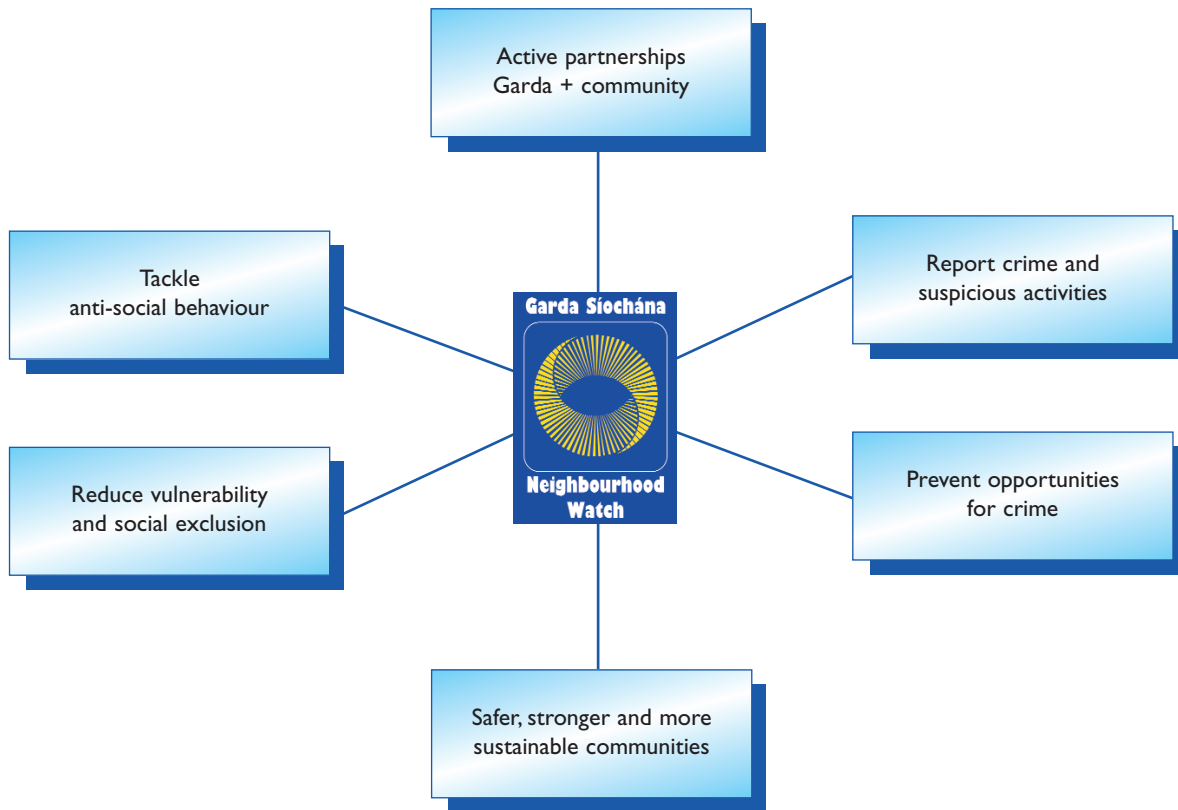 Active partnerships
Garda + community
Tackle
anti-social behaviour
Report crime and
suspicious activities
Garda Síochána
Neighbourhood
Watch
Reduce vulnerability
and social exclusion
Prevent opportunities
for crime
Safer, stronger and more
sustainable communities